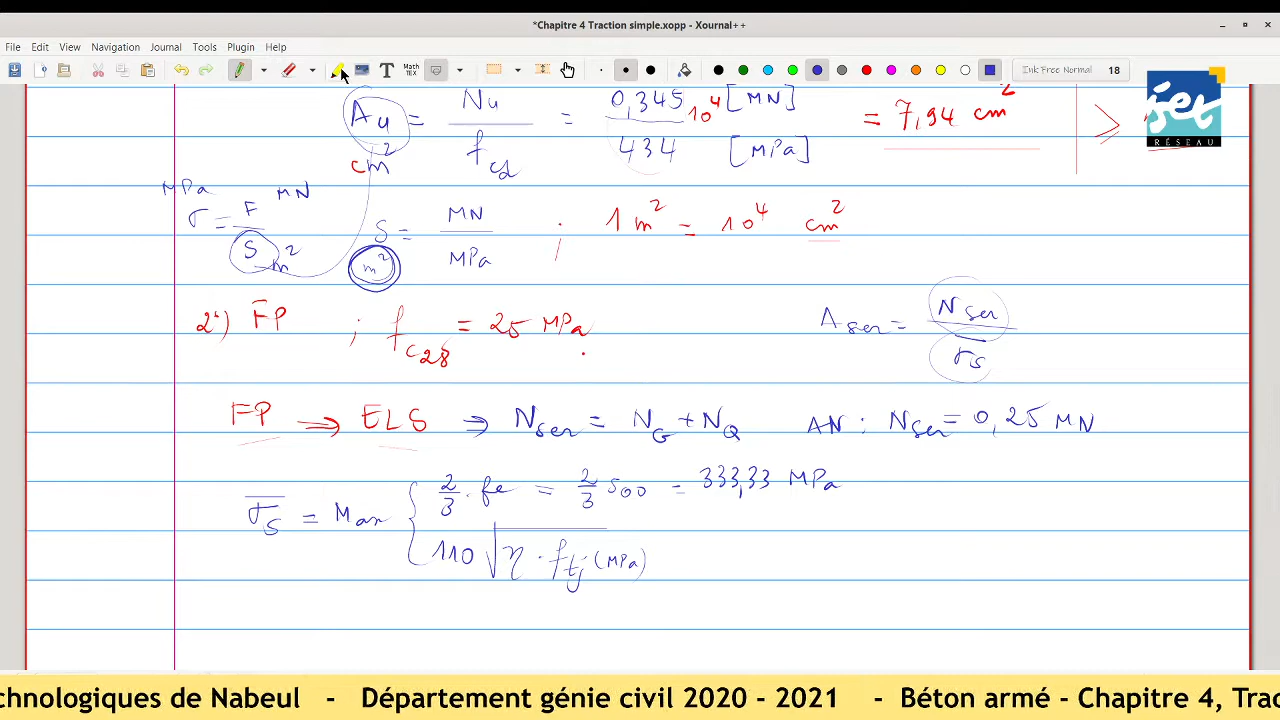 *Chapitre 4 Traction simple.xopp - Xournal++
File Edit View Navigation Journal Tools Plugin Help
Math TEX
Ink Free Normal 18
iset
RÉSEAU
Au = Nu / fcd = 0,345 10⁴ [MN] / 434 [MPa] = 7,94 cm² >
cm²
MPa MN
σ = F / S m²
S = MN / MPa ; 1 m² = 10⁴ cm²
m²
2°) FP ; fc28 = 25 MPa.
Aser = Nser / σ̅s
FP ⇒ ELS ⇒ Nser = NG + NQ AN : Nser = 0,25 MN
σ̅s = Max { 2/3 . fe = 2/3 500 = 333,33 MPa
110 √η . ftj (MPa)
chnologiques de Nabeul - Département génie civil 2020 - 2021 - Béton armé - Chapitre 4, Trac